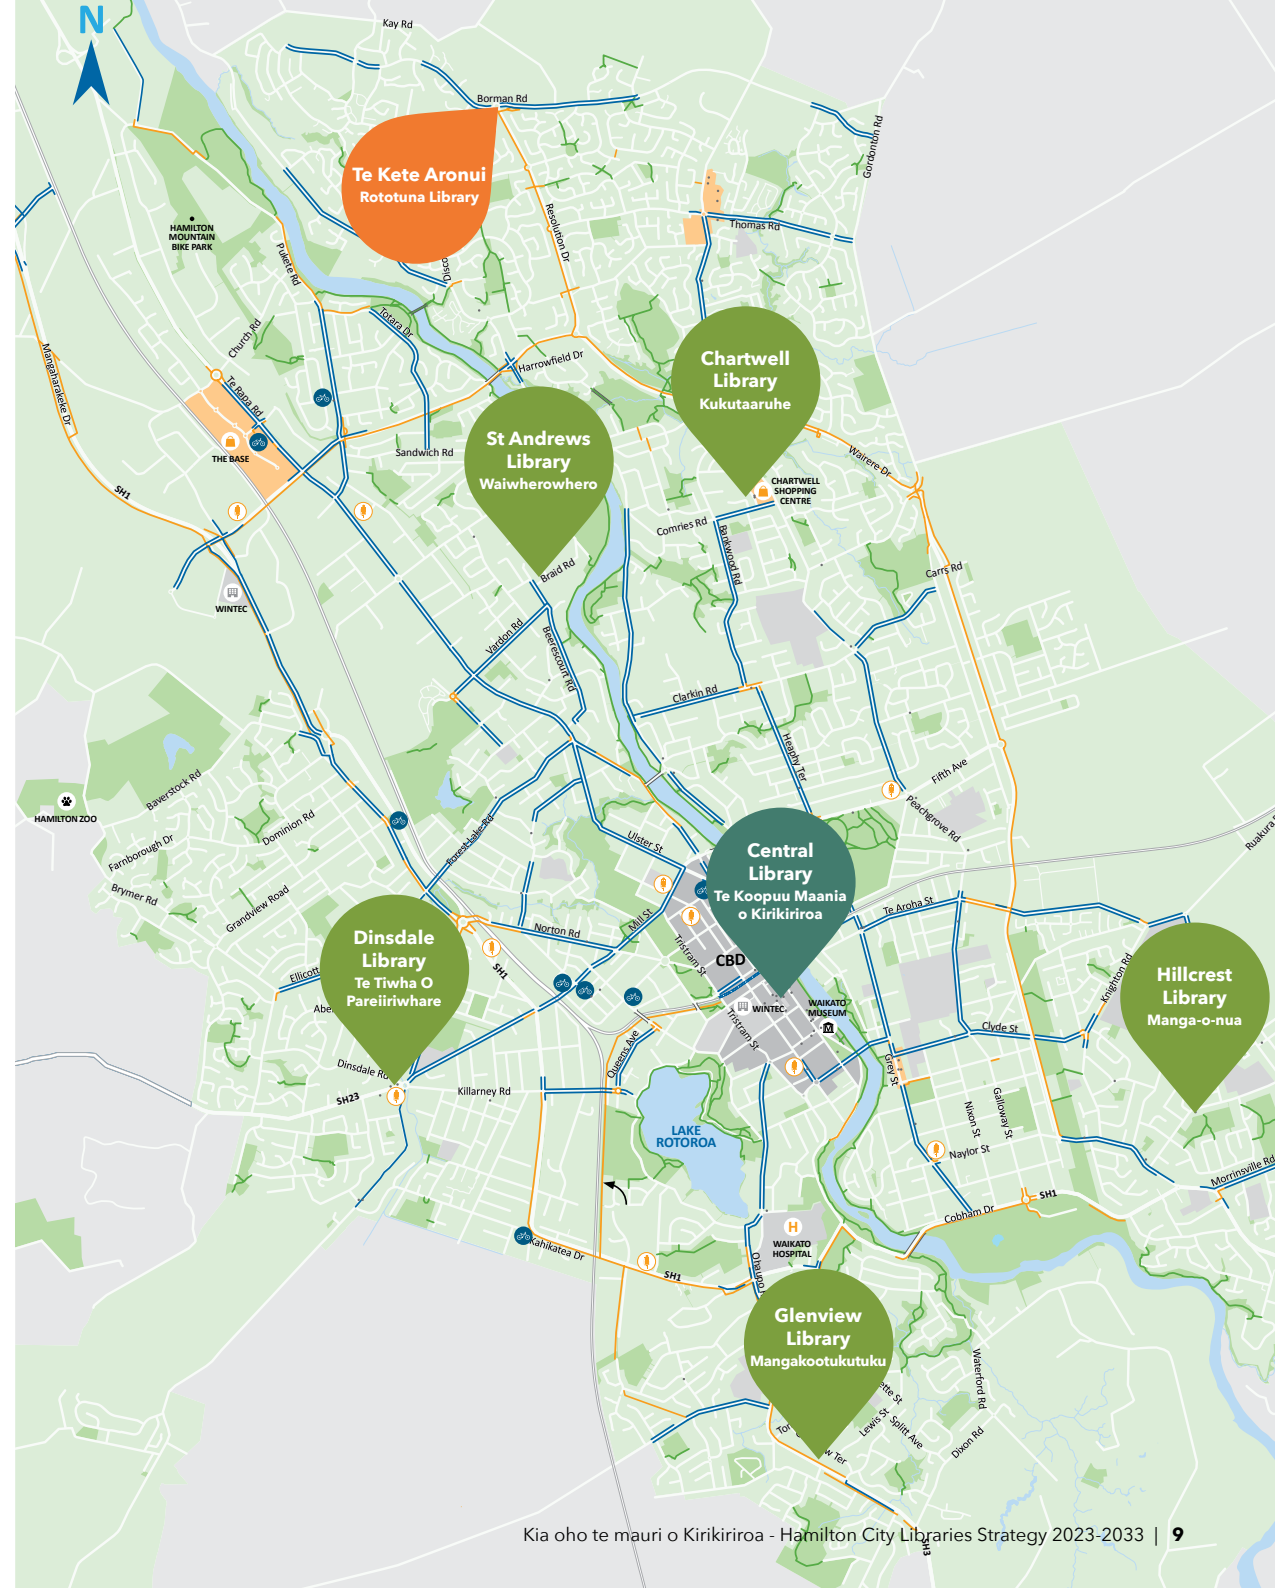 N
Kay Rd
Borman Rd
Gordonton Rd
Te Kete Aronui
Rototuna Library
HAMILTON
MOUNTAIN
BIKE PARK
Resolution Dr
Thomas Rd
Pukete Rd
Totara Dr
Church Rd
Harrowfield Dr
Mangaharakeke Dr
Te Rapa Rd
Chartwell
Library
Kukutaaruhe
St Andrews
Library
Waiwherowhero
Sandwich Rd
THE BASE
Wairere Dr
SH1
CHARTWELL
SHOPPING
CENTRE
Comries Rd
Bankwood Rd
Braid Rd
Carrs Rd
WINTEC
Vardon Rd
Beerescourt Rd
Clarkin Rd
Heaphy Ter
Fifth Ave
Baverstock Rd
HAMILTON ZOO
Peachgrove Rd
Dominion Rd
Farnborough Dr
Forest Lake Rd
Ulster St
Ruakura
Central
Library
Te Koopuu Maania
o Kirikiriroa
Brymer Rd
Grandview Road
Te Aroha St
Mill St
Norton Rd
Dinsdale
Library
Te Tiwha O
Pareiiriwhare
Tristram St
CBD
SH1
Ellicott
Knighton Rd
Hillcrest
Library
Manga-o-nua
WINTEC
WAIKATO
MUSEUM
Tristram St
Clyde St
Queens Ave
Dinsdale Rd
Grey St
Killarney Rd
SH23
Nixon St
Galloway St
LAKE
ROTOROA
Naylor St
Morrinsville Rd
SH1
Cobham Dr
H
WAIKATO
HOSPITAL
Kahikatea Dr
SH1
Glenview
Library
Mangakootukutuku
Waterford Rd
Lewis St
Splitt Ave
Dixon Rd
Kia oho te mauri o Kirikiriroa - Hamilton City Libraries Strategy 2023-2033 | 9
SH3